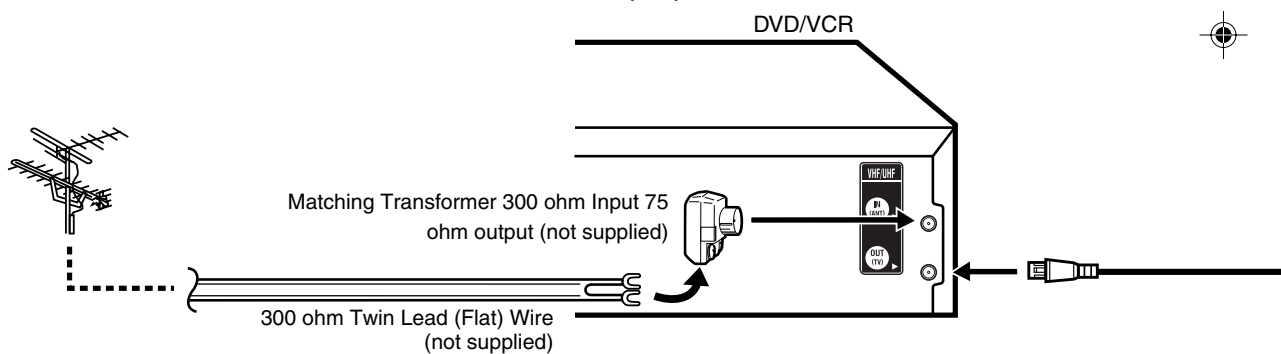 DVD/VCR
VHF/UHF
IN
(ANT)
OUT
(TV)
Matching Transformer 300 ohm Input 75
ohm output (not supplied)
300 ohm Twin Lead (Flat) Wire
(not supplied)